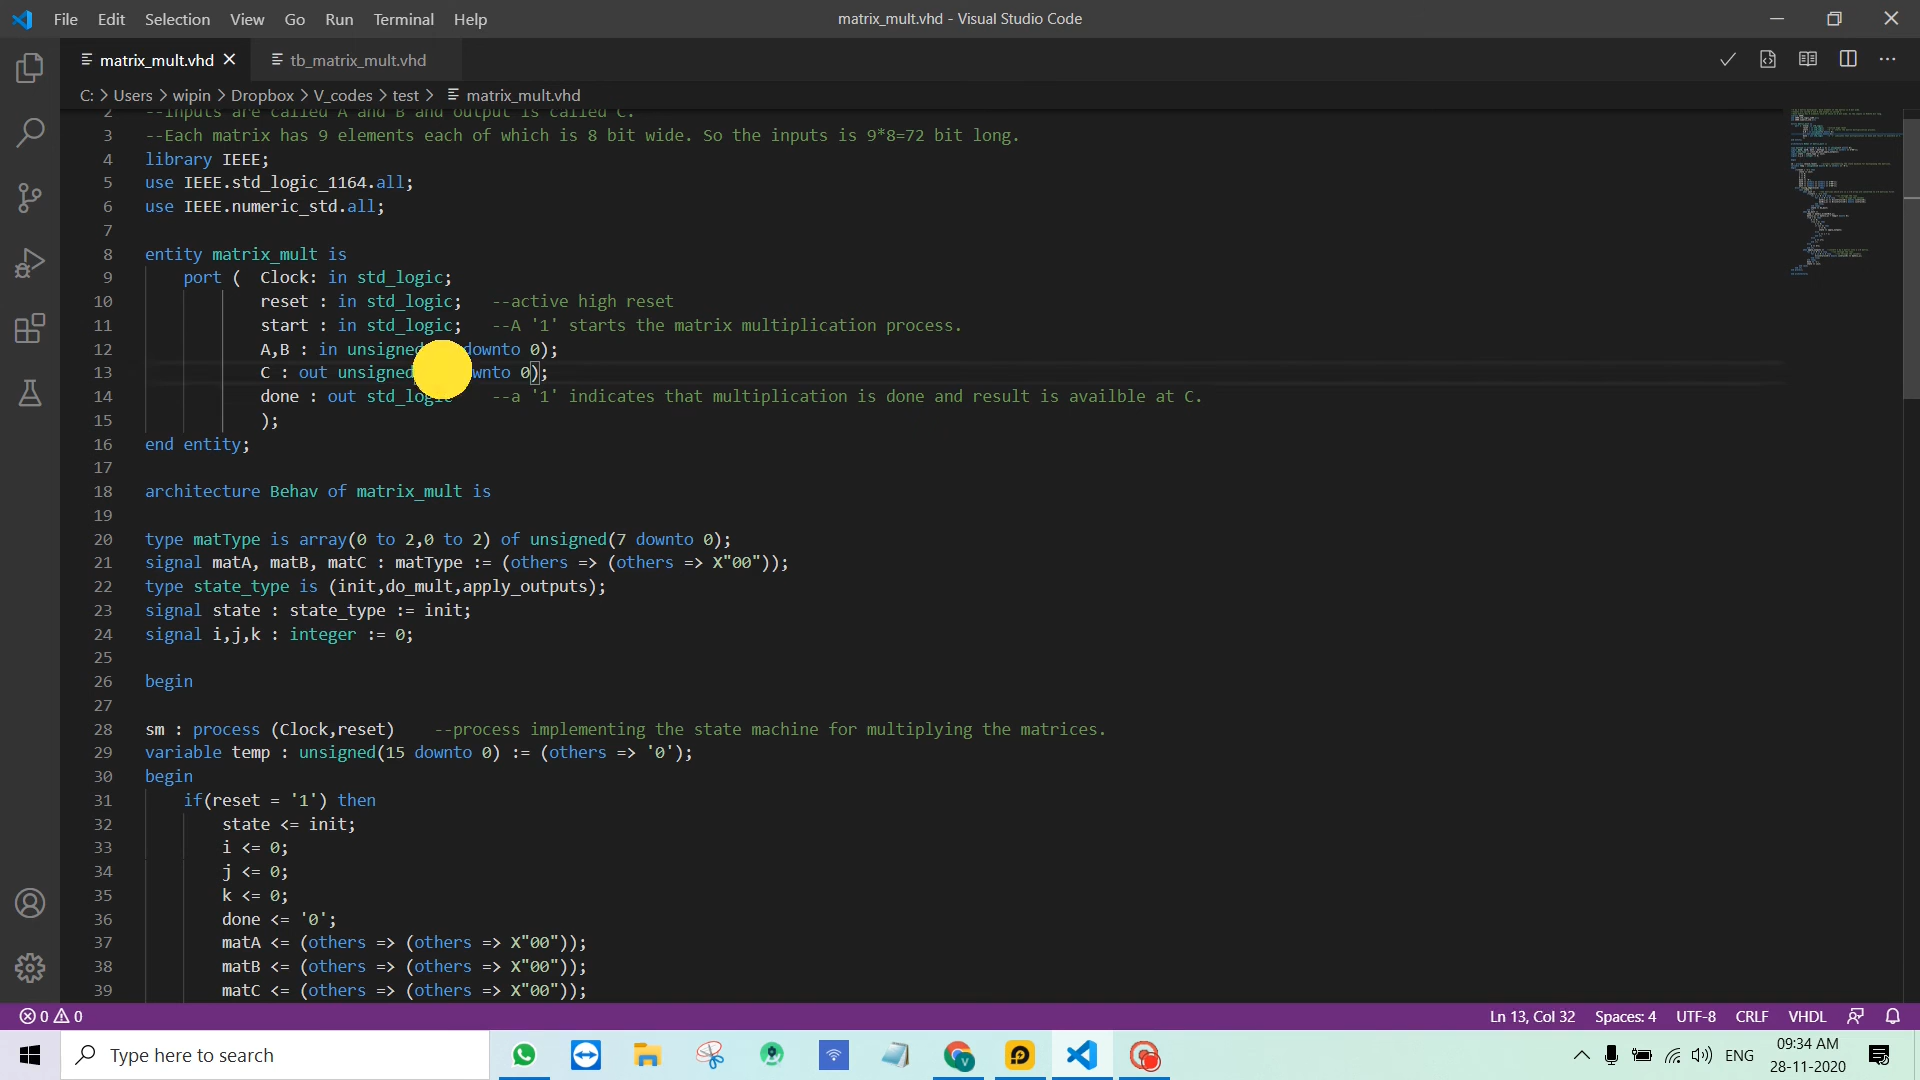 File Edit Selection View Go Run Terminal Help
matrix_mult.vhd - Visual Studio Code
matrix_mult.vhd
tb_matrix_mult.vhd
C: > Users > wipin > Dropbox > V_codes > test > matrix_mult.vhd
2 --Inputs are called A and B and output is called C.
3 --Each matrix has 9 elements each of which is 8 bit wide. So the inputs is 9*8=72 bit long.
4 library IEEE;
5 use IEEE.std_logic_1164.all;
6 use IEEE.numeric_std.all;
7
8 entity matrix_mult is
9 port ( Clock: in std_logic;
10 reset : in std_logic; --active high reset
11 start : in std_logic; --A '1' starts the matrix multiplication process.
12 A,B : in unsigned downto 0);
13 C : out unsigned wnto 0);
14 done : out std_logic --a '1' indicates that multiplication is done and result is availble at C.
15 );
16 end entity;
17
18 architecture Behav of matrix_mult is
19
20 type matType is array(0 to 2,0 to 2) of unsigned(7 downto 0);
21 signal matA, matB, matC : matType := (others => (others => X"00"));
22 type state_type is (init,do_mult,apply_outputs);
23 signal state : state_type := init;
24 signal i,j,k : integer := 0;
25
26 begin
27
28 sm : process (Clock,reset) --process implementing the state machine for multiplying the matrices.
29 variable temp : unsigned(15 downto 0) := (others => '0');
30 begin
31 if(reset = '1') then
32 state <= init;
33 i <= 0;
34 j <= 0;
35 k <= 0;
36 done <= '0';
37 matA <= (others => (others => X"00"));
38 matB <= (others => (others => X"00"));
39 matC <= (others => (others => X"00"));
0 0
Ln 13, Col 32 Spaces: 4 UTF-8 CRLF VHDL
Type here to search
ENG
09:34 AM
28-11-2020